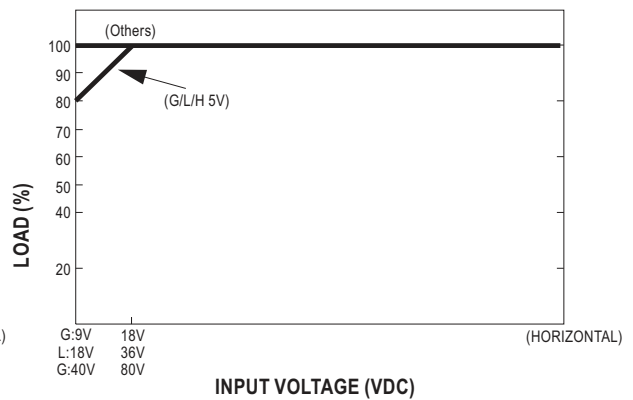 (Others)
100
90
(G/L/H 5V)
80
70
60
50
40
20
LOAD (%)
)
G:9V 18V
(HORIZONTAL)
L:18V 36V
G:40V 80V
INPUT VOLTAGE (VDC)